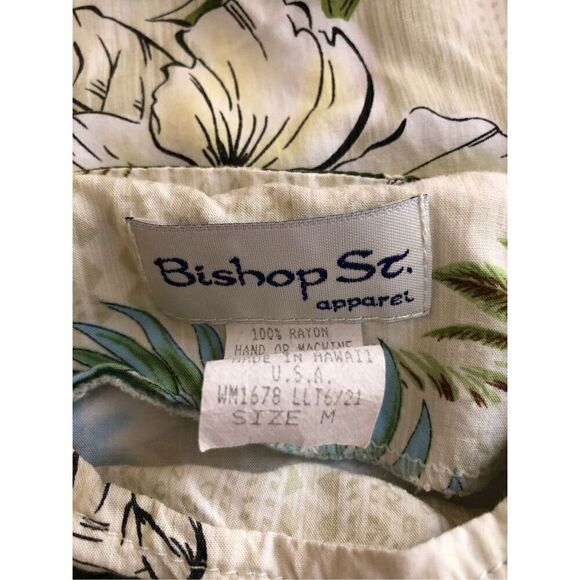 Bishop St.
apparel
100% RAYON
HAND OR MACHINE
MADE IN HAWAII
U.S.A.
WM1678 LLT6/21
SIZE M